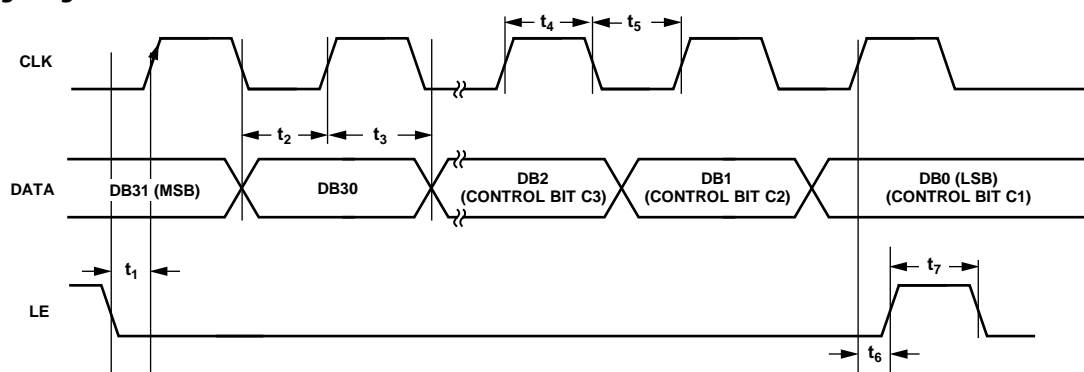 t4 t5
CLK
t2 t3
DATA
DB31 (MSB) DB30 DB2 (CONTROL BIT C3) DB1 (CONTROL BIT C2) DB0 (LSB) (CONTROL BIT C1)
t1 t7
LE
t6